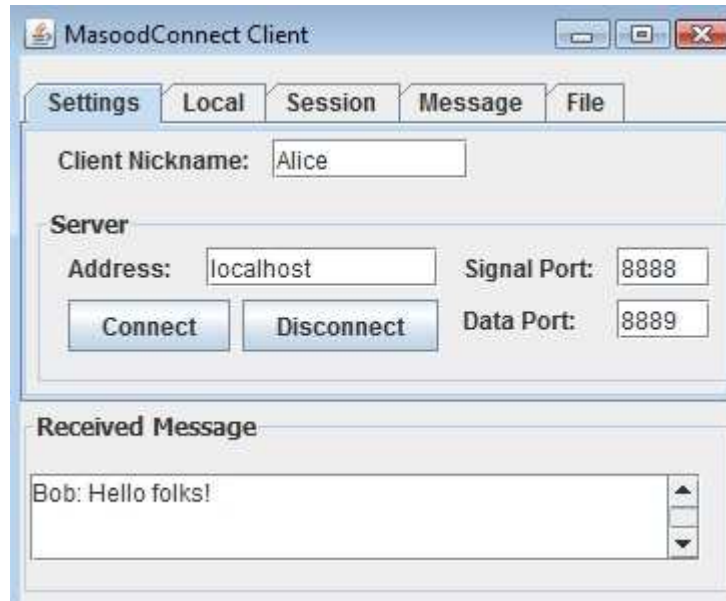 MasoodConnect Client
Settings Local Session Message File
Client Nickname: Alice
Server
Address: localhost Signal Port: 8888
Connect Disconnect Data Port: 8889
Received Message
Bob: Hello folks!